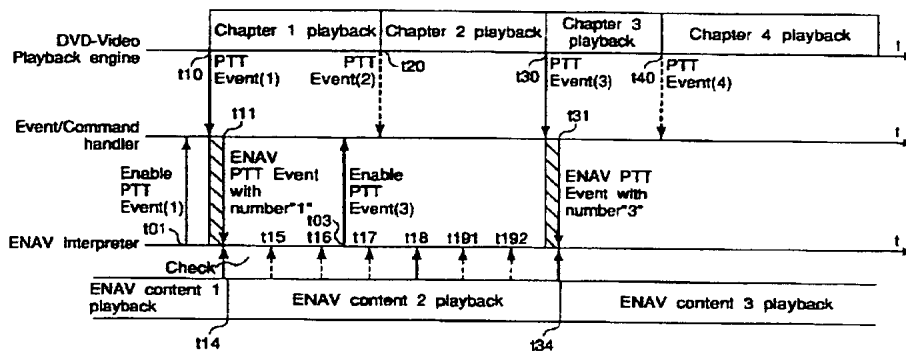 Chapter 1 playback
Chapter 2 playback
Chapter 3
playback
Chapter 4 playback
DVD-Video
Playback engine
t
t10
PTT
Event(1)
PTT
Event(2)
t20
t30
PTT
Event(3)
t40
PTT
Event(4)
t11
t31
Event/Command
handler
t
Enable
PTT
Event(1)
ENAV
PTT Event
with
number"1"
Enable
PTT
Event(3)
ENAV PTT
Event with
number"3"
t01
t03
ENAV Interpreter
t15
t16
t17
t18
t191
t192
t
Check
ENAV content 1
playback
ENAV content 2 playback
ENAV content 3 playback
t14
t34